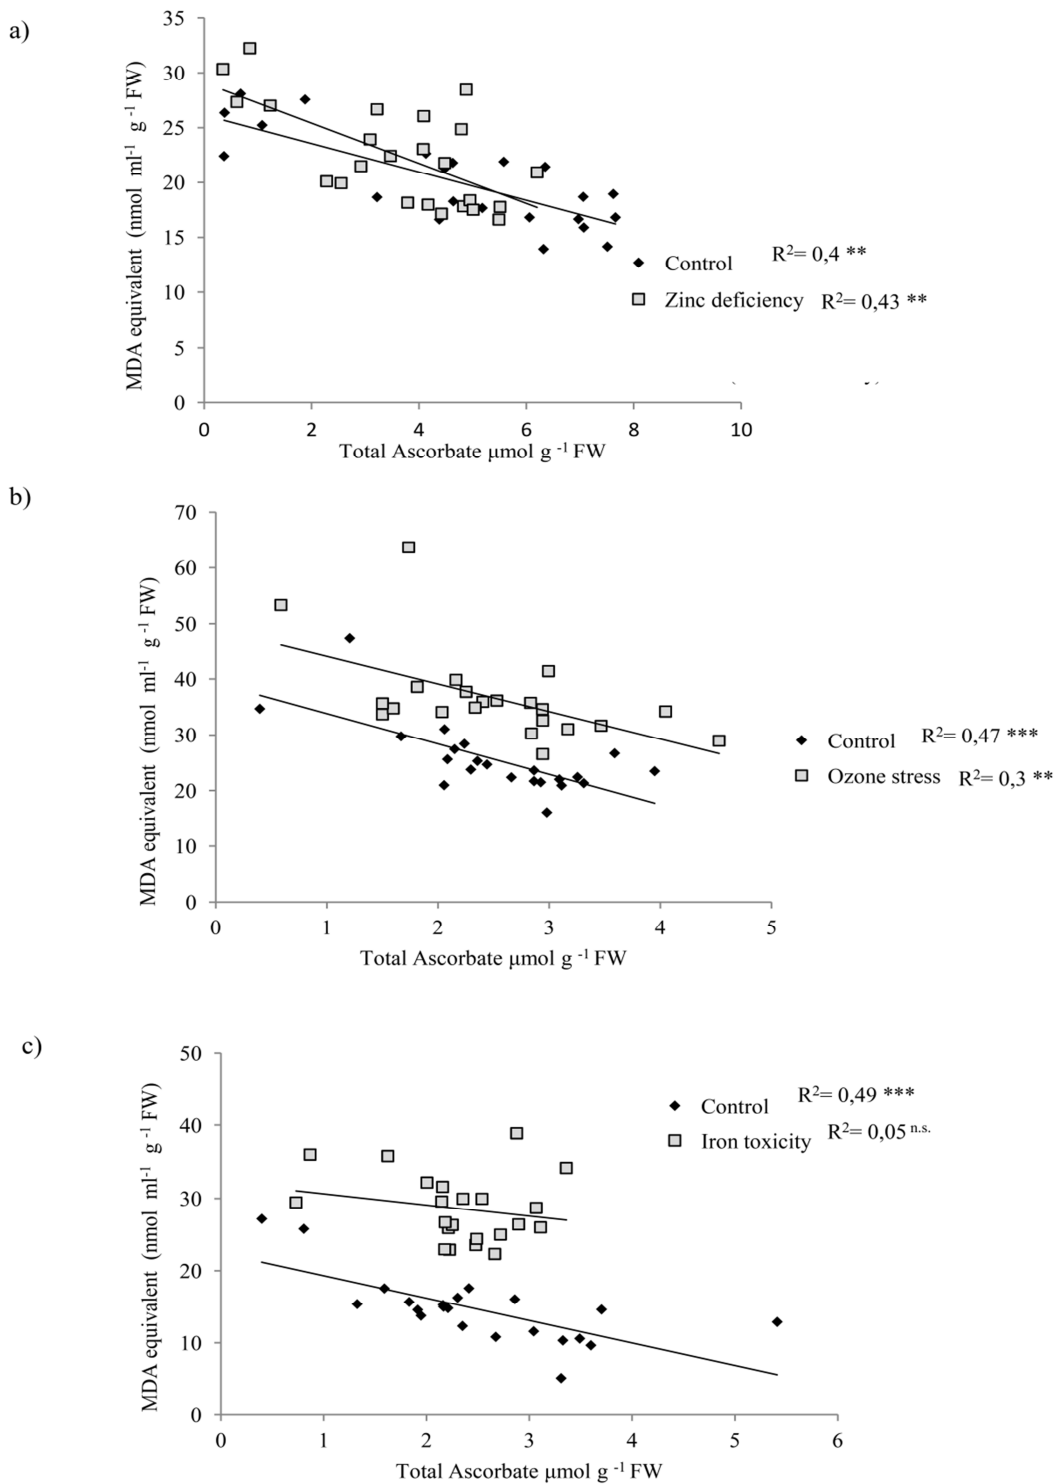 a)
MDA equivalent (nmol ml-1 g -1 FW)
35
30
25
20
15
10
5
0
0 2 4 6 8 10
Total Ascorbate μmol g -1 FW
Control R2= 0,4 **
Zinc deficiency R2= 0,43 **
b)
MDA equivalent (nmol ml-1 g -1 FW)
70
60
50
40
30
20
10
0
0 1 2 3 4 5
Total Ascorbate μmol g -1 FW
Control R2= 0,47 ***
Ozone stress R2= 0,3 **
c)
MDA equivalent (nmol ml-1 g -1 FW)
50
40
30
20
10
0
0 1 2 3 4 5 6
Total Ascorbate μmol g -1 FW
Control R2= 0,49 ***
Iron toxicity R2= 0,05 n.s.